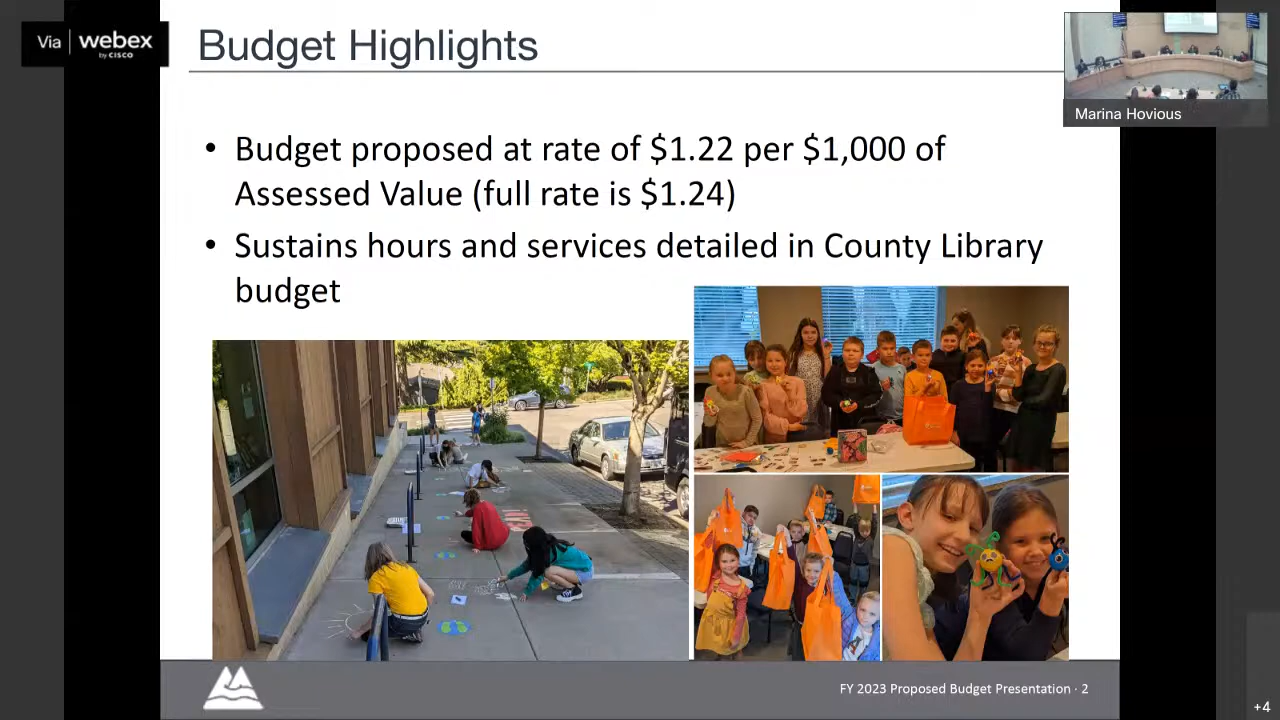 Via webex
by CISCO
Budget Highlights
Marina Hovious
• Budget proposed at rate of $1.22 per $1,000 of
Assessed Value (full rate is $1.24)
• Sustains hours and services detailed in County Library
budget
FY 2023 Proposed Budget Presentation · 2
+4